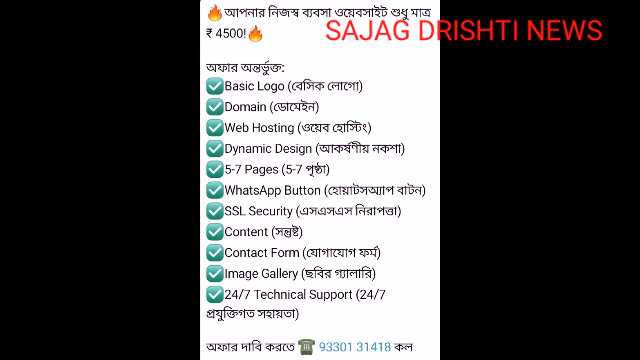 🔥আপনার নিজস্ব ব্যবসা ওয়েবসাইট শুধু মাত্র
₹ 4500!🔥
SAJAG DRISHTI NEWS
অফার অন্তর্ভুক্ত:
✅Basic Logo (বেসিক লোগো)
✅Domain (ডোমেইন)
✅Web Hosting (ওয়েব হোস্টিং)
✅Dynamic Design (আকর্ষণীয় নকশা)
✅5-7 Pages (5-7 পৃষ্ঠা)
✅WhatsApp Button (হোয়াটসঅ্যাপ বাটন)
✅SSL Security (এসএসএস নিরাপত্তা)
✅Content (সন্তুষ্ট)
✅Contact Form (যোগাযোগ ফর্ম)
✅Image Gallery (ছবির গ্যালারি)
✅24/7 Technical Support (24/7
প্রযুক্তিগত সহায়তা)
অফার দাবি করতে ☎ 93301 31418 কল